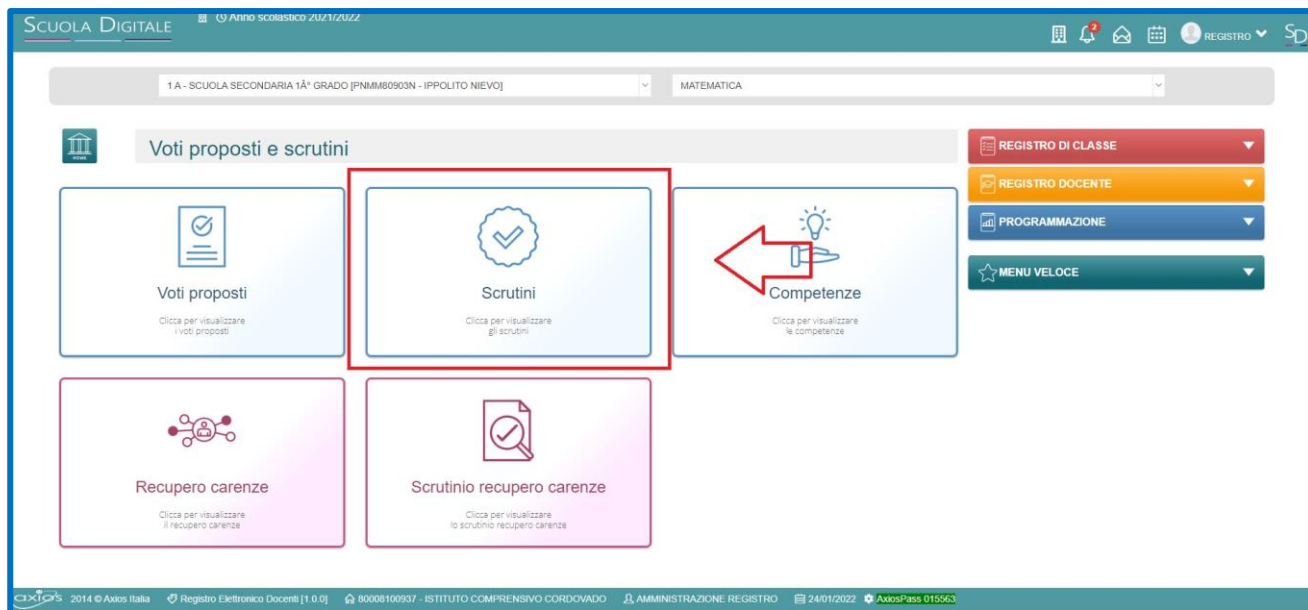 SCUOLA DIGITALE
Anno scolastico 2021/2022
2
REGISTRO
SD
1 A - SCUOLA SECONDARIA 1Â° GRADO [PNMM80903N - IPPOLITO NIEVO]
MATEMATICA
HOME
Voti proposti e scrutini
REGISTRO DI CLASSE
REGISTRO DOCENTE
PROGRAMMAZIONE
MENU VELOCE
Voti proposti
Clicca per visualizzare
i voti proposti
Scrutini
Clicca per visualizzare
gli scrutini
Competenze
Clicca per visualizzare
le competenze
Recupero carenze
Clicca per visualizzare
il recupero carenze
Scrutinio recupero carenze
Clicca per visualizzare
lo scrutinio recupero carenze
axios 2014 © Axios Italia Registro Elettronico Docenti [1.0.0] 80008100937 - ISTITUTO COMPRENSIVO CORDOVADO AMMINISTRAZIONE REGISTRO 24/01/2022 AxiosPass 015563